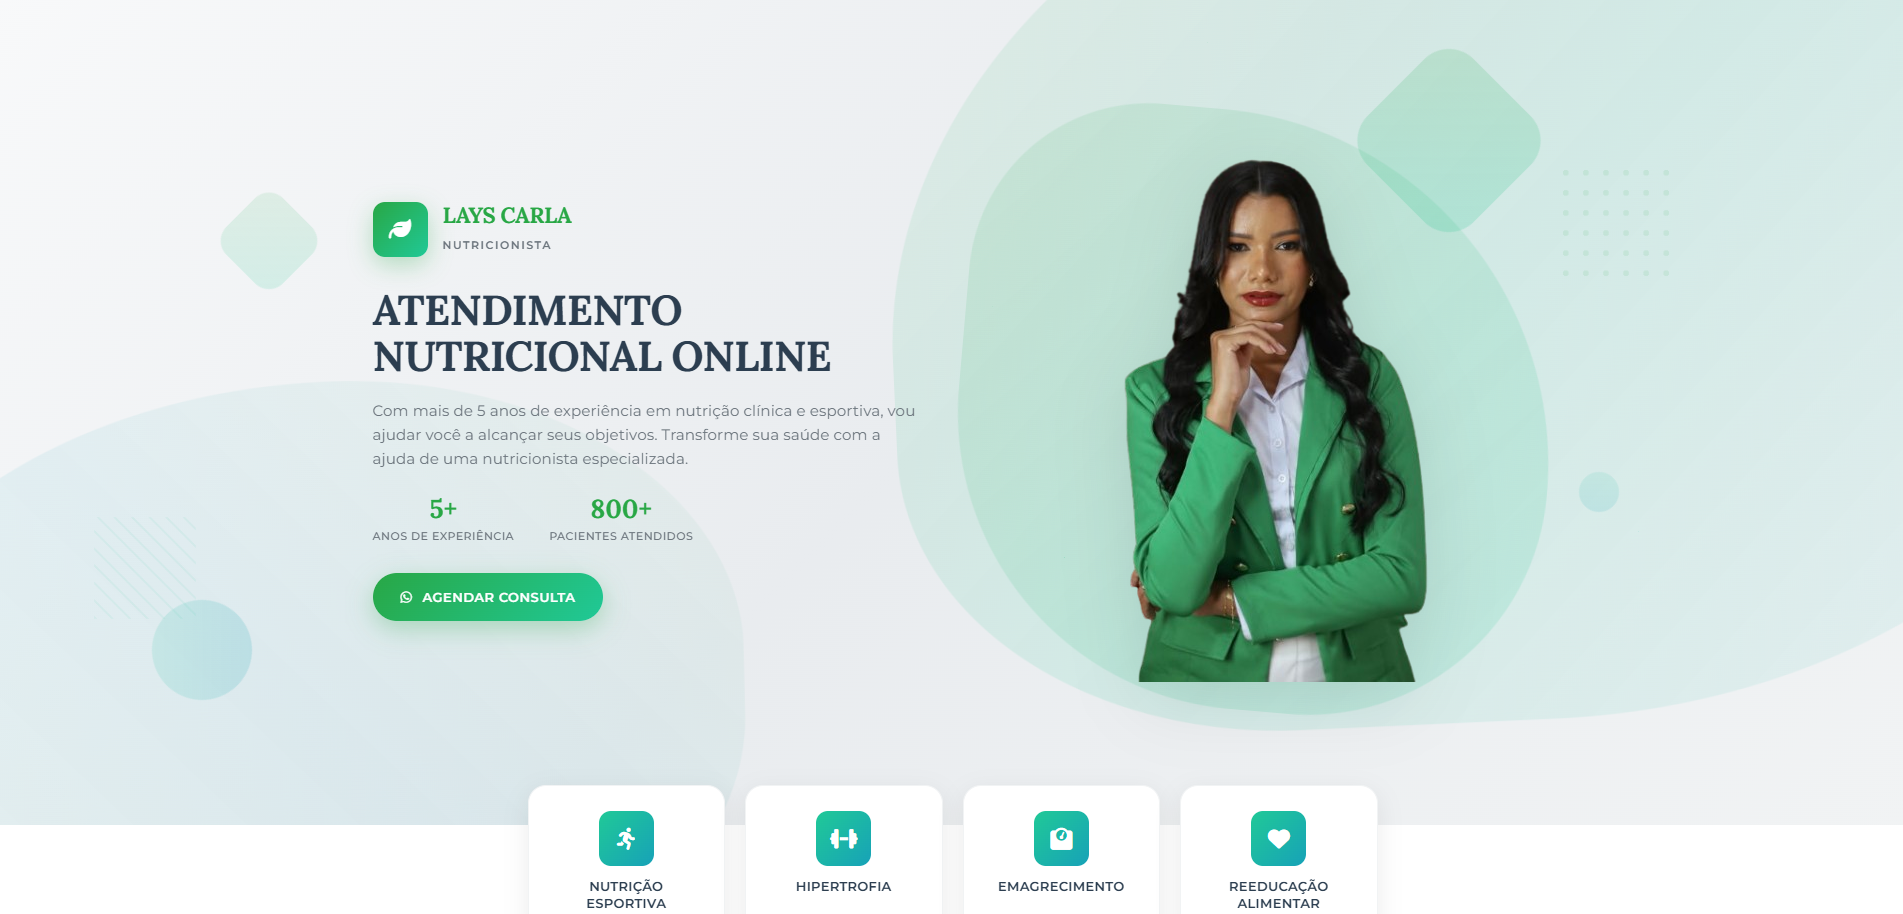 LAYS CARLA
NUTRICIONISTA
ATENDIMENTO
NUTRICIONAL ONLINE
Com mais de 5 anos de experiência em nutrição clínica e esportiva, vou
ajudar você a alcançar seus objetivos. Transforme sua saúde com a
ajuda de uma nutricionista especializada.
5+
ANOS DE EXPERIÊNCIA
800+
PACIENTES ATENDIDOS
AGENDAR CONSULTA
NUTRIÇÃO
ESPORTIVA
HIPERTROFIA
EMAGRECIMENTO
REEDUCAÇÃO
ALIMENTAR